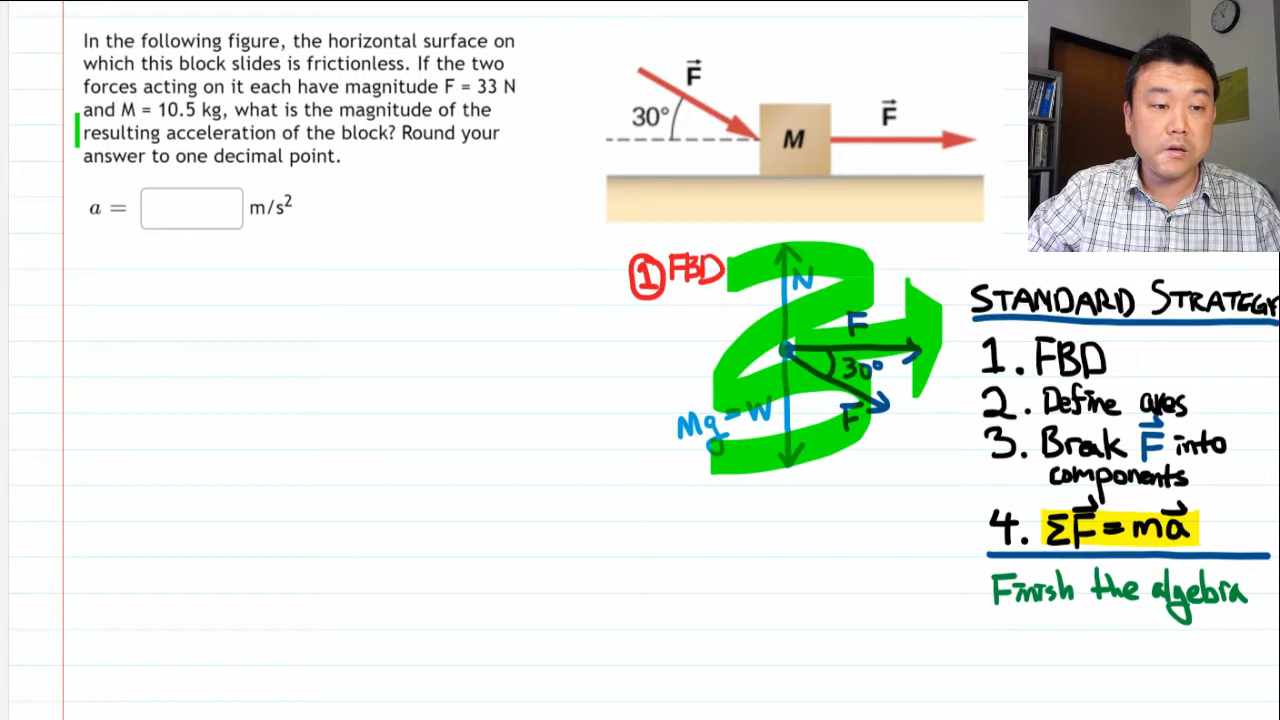 In the following figure, the horizontal surface on
which this block slides is frictionless. If the two
forces acting on it each have magnitude F = 33 N
and M = 10.5 kg, what is the magnitude of the
resulting acceleration of the block? Round your
answer to one decimal point.
a = m/s²
F⃗
30°
M
F⃗
① FBD
N
F
30°
F
Mg = W
STANDARD STRATEGY
1. FBD
2. Define axes
3. Break F⃗ into
components
4. ΣF⃗ = ma⃗
Finish the algebra